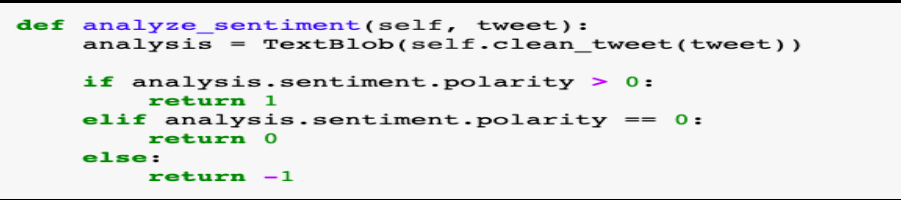 def analyze_sentiment(self, tweet):
    analysis = TextBlob(self.clean_tweet(tweet))
    if analysis.sentiment.polarity > 0:
        return 1
    elif analysis.sentiment.polarity == 0:
        return 0
    else:
        return -1